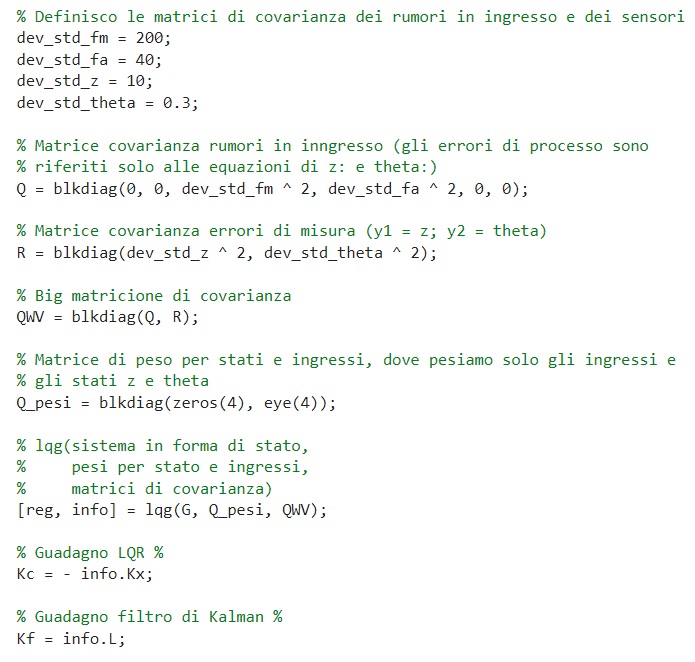 % Definisco le matrici di covarianza dei rumori in ingresso e dei sensori
dev_std_fm = 200;
dev_std_fa = 40;
dev_std_z = 10;
dev_std_theta = 0.3;
% Matrice covarianza rumori in inngresso (gli errori di processo sono
% riferiti solo alle equazioni di z: e theta:)
Q = blkdiag(0, 0, dev_std_fm ^ 2, dev_std_fa ^ 2, 0, 0);
% Matrice covarianza errori di misura (y1 = z; y2 = theta)
R = blkdiag(dev_std_z ^ 2, dev_std_theta ^ 2);
% Big matricione di covarianza
QWV = blkdiag(Q, R);
% Matrice di peso per stati e ingressi, dove pesiamo solo gli ingressi e
% gli stati z e theta
Q_pesi = blkdiag(zeros(4), eye(4));
% lqg(sistema in forma di stato,
%     pesi per stato e ingressi,
%     matrici di covarianza)
[reg, info] = lqg(G, Q_pesi, QWV);
% Guadagno LQR %
Kc = - info.Kx;
% Guadagno filtro di Kalman %
Kf = info.L;